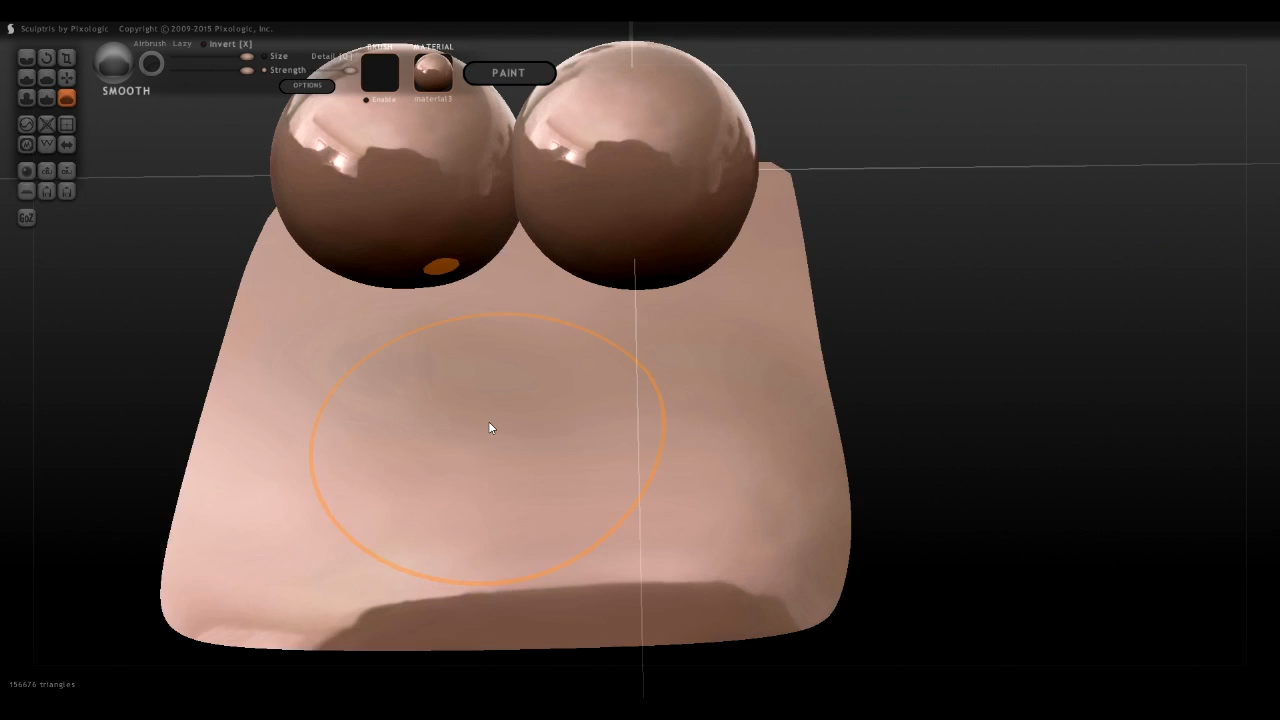 Sculptris by Pixologic Copyright © 2009-2015 Pixologic, Inc.
Airbrush Lazy Invert [X]
Size Detail [Q]
Strength
OPTIONS
SMOOTH
BRUSH
Enable
MATERIAL
material3
PAINT
GoZ
156676 triangles